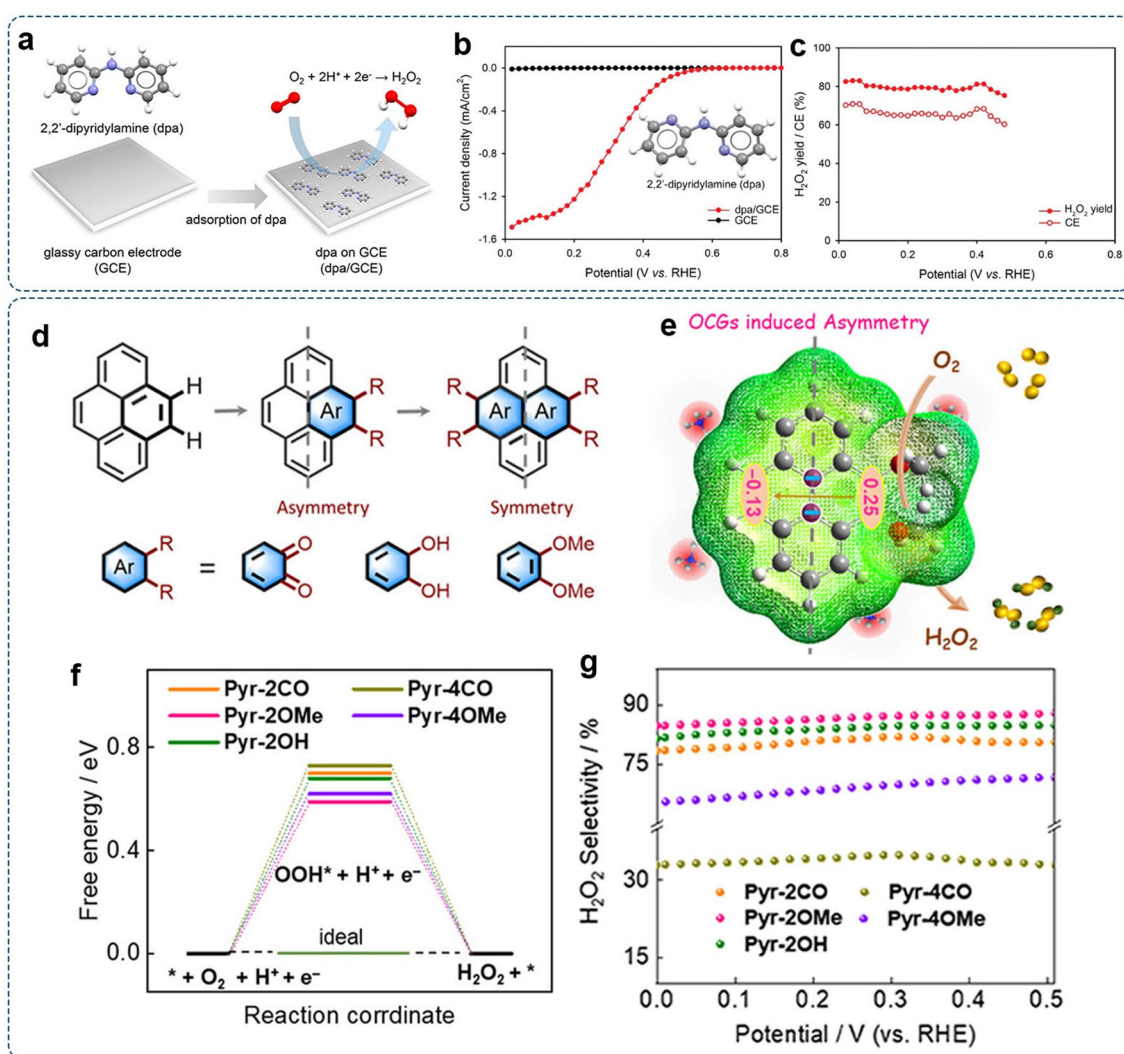 a
O₂ + 2H⁺ + 2e⁻ → H₂O₂
2,2'-dipyridylamine (dpa)
adsorption of dpa
glassy carbon electrode
(GCE)
dpa on GCE
(dpa/GCE)
b
0.0
-0.4
-0.8
-1.2
-1.6
Current density (mA/cm²)
2,2'-dipyridylamine (dpa)
dpa/GCE
GCE
0.0 0.2 0.4 0.6 0.8
Potential (V vs. RHE)
c
100
80
60
40
20
0
H₂O₂ yield / CE (%)
H₂O₂ yield
CE
0.0 0.2 0.4 0.6 0.8
Potential (V vs. RHE)
d
H
H
Ar
R
R
Ar Ar
R R
R R
Asymmetry
Symmetry
Ar
R
R
=
O
O
OH
OH
OMe
OMe
e
OCGs induced Asymmetry
O₂
-0.13
0.25
H₂O₂
f
Pyr-2CO
Pyr-4CO
Pyr-2OMe
Pyr-4OMe
Pyr-2OH
0.8
0.4
0.0
Free energy / eV
OOH* + H⁺ + e⁻
ideal
* + O₂ + H⁺ + e⁻
H₂O₂ + *
Reaction corrdinate
g
90
75
30
15
H₂O₂ Selectivity / %
Pyr-2CO
Pyr-4CO
Pyr-2OMe
Pyr-4OMe
Pyr-2OH
0.0 0.1 0.2 0.3 0.4 0.5
Potential / V (vs. RHE)